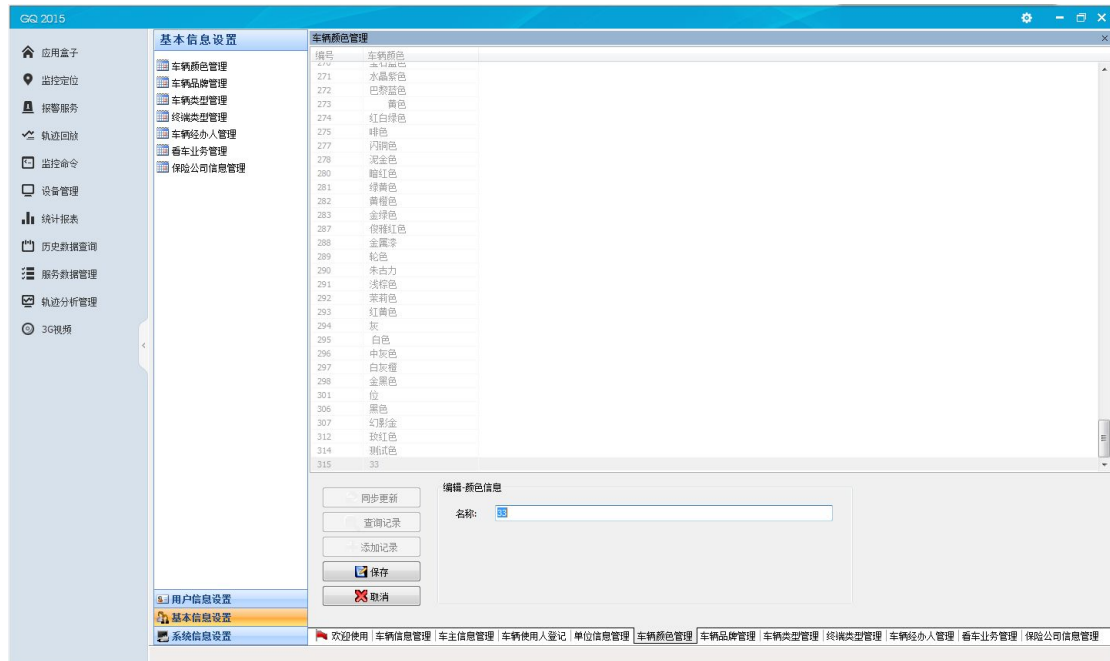 GQ 2015
应用盒子
监控定位
报警服务
轨迹回放
监控命令
设备管理
统计报表
历史数据查询
服务数据管理
轨迹分析管理
3G视频
基本信息设置
车辆颜色管理
车辆品牌管理
车辆类型管理
终端类型管理
车辆经办人管理
看车业务管理
保险公司信息管理
用户信息设置
基本信息设置
系统信息设置
车辆颜色管理
编号 车辆颜色
270 宝石蓝色
271 水晶紫色
272 巴黎蓝色
273 黄色
274 红白绿色
275 啡色
277 闪铜色
278 泥金色
280 暗红色
281 绿黄色
282 黄橙色
283 金绿色
287 俊雅红色
288 金属漆
289 轮色
290 朱古力
291 浅棕色
292 茉莉色
293 红黄色
294 灰
295 白色
296 中灰色
297 白灰橙
298 金黑色
301 位
306 黑色
307 幻影金
312 玫红色
314 测试色
315 33
同步更新
查询记录
添加记录
保存
取消
编辑-颜色信息
名称: 33
欢迎使用 车辆信息管理 车主信息管理 车辆使用人登记 单位信息管理 车辆颜色管理 车辆品牌管理 车辆类型管理 终端类型管理 车辆经办人管理 看车业务管理 保险公司信息管理